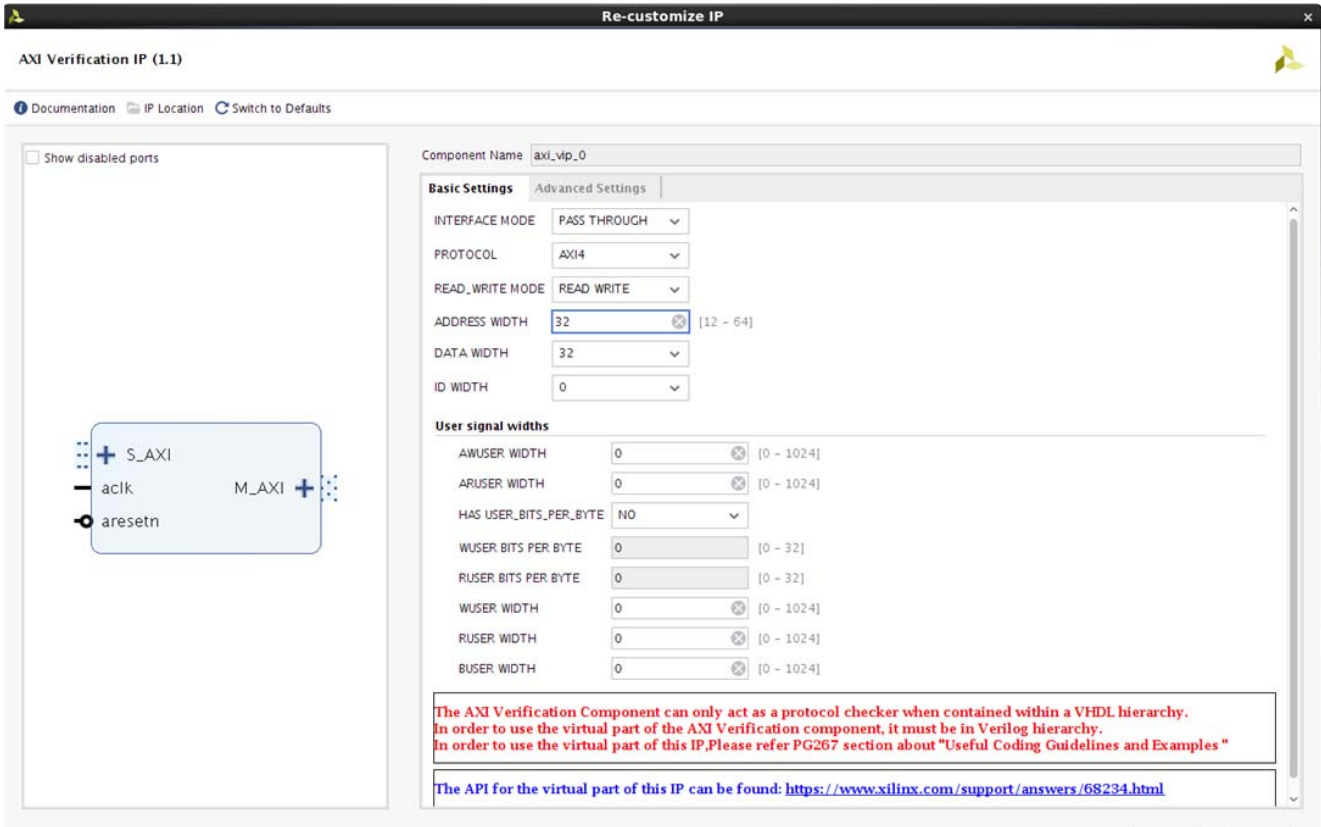 Re-customize IP
AXI Verification IP (1.1)
Documentation IP Location Switch to Defaults
Show disabled ports
S_AXI
aclk
M_AXI
aresetn
Component Name axi_vip_0
Basic Settings Advanced Settings
INTERFACE MODE PASS THROUGH
PROTOCOL AXI4
READ_WRITE MODE READ WRITE
ADDRESS WIDTH 32 [12 - 64]
DATA WIDTH 32
ID WIDTH 0
User signal widths
AWUSER WIDTH 0 [0 - 1024]
ARUSER WIDTH 0 [0 - 1024]
HAS USER_BITS_PER_BYTE NO
WUSER BITS PER BYTE 0 [0 - 32]
RUSER BITS PER BYTE 0 [0 - 32]
WUSER WIDTH 0 [0 - 1024]
RUSER WIDTH 0 [0 - 1024]
BUSER WIDTH 0 [0 - 1024]
The AXI Verification Component can only act as a protocol checker when contained within a VHDL hierarchy.
In order to use the virtual part of the AXI Verification component, it must be in Verilog hierarchy.
In order to use the virtual part of this IP,Please refer PG267 section about "Useful Coding Guidelines and Examples "
The API for the virtual part of this IP can be found: https://www.xilinx.com/support/answers/68234.html